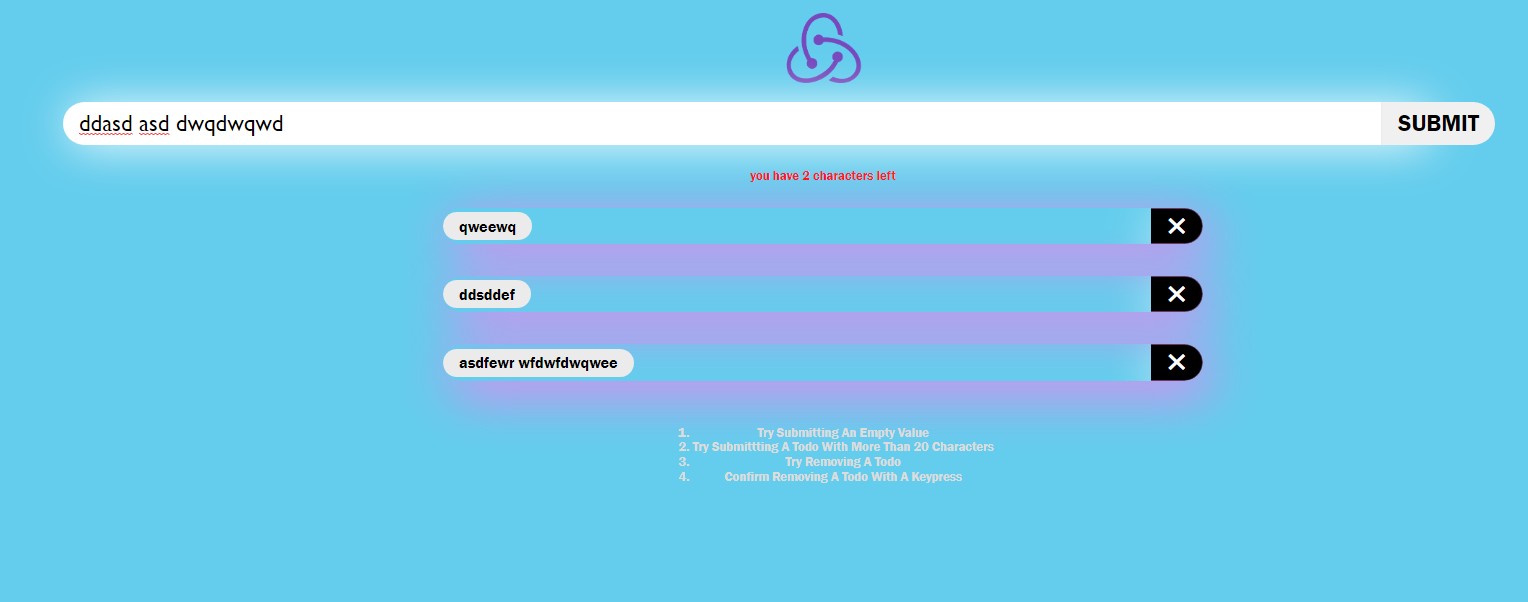 ddasd asd dwqdwqwd
SUBMIT
you have 2 characters left
qweewq
ddsddef
asdfewr wfdwfdwqwee
1. Try Submitting An Empty Value
2. Try Submittting A Todo With More Than 20 Characters
3. Try Removing A Todo
4. Confirm Removing A Todo With A Keypress